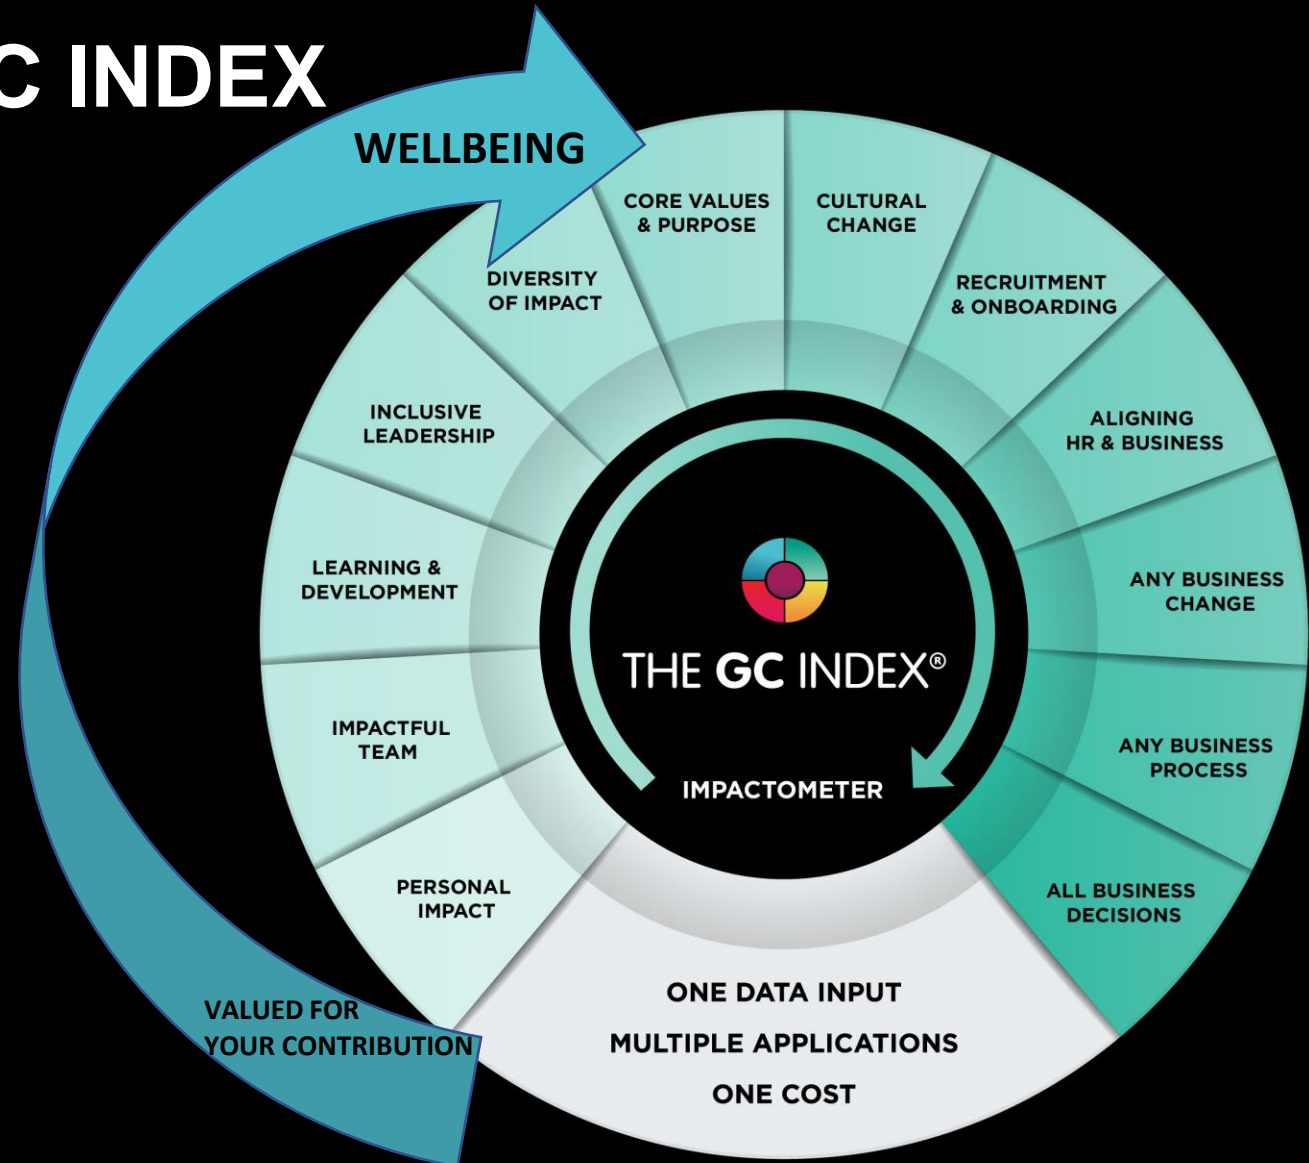 C INDEX
WELLBEING
CORE VALUES
& PURPOSE
CULTURAL
CHANGE
RECRUITMENT
& ONBOARDING
ALIGNING
HR & BUSINESS
ANY BUSINESS
CHANGE
ANY BUSINESS
PROCESS
ALL BUSINESS
DECISIONS
DIVERSITY
OF IMPACT
INCLUSIVE
LEADERSHIP
LEARNING &
DEVELOPMENT
IMPACTFUL
TEAM
PERSONAL
IMPACT
THE GC INDEX®
IMPACTOMETER
VALUED FOR
YOUR CONTRIBUTION
ONE DATA INPUT
MULTIPLE APPLICATIONS
ONE COST